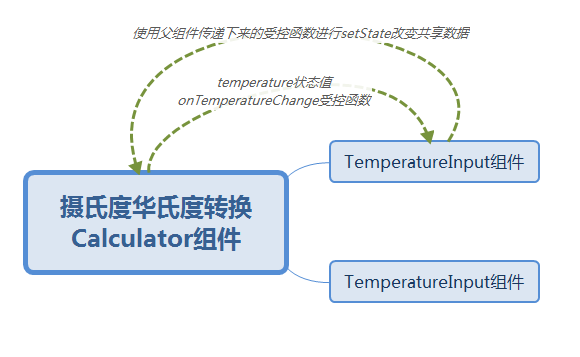 使用父组件传递下来的受控函数进行setState改变共享数据
temperature状态值
onTemperatureChange受控函数
TemperatureInput组件
摄氏度华氏度转换
Calculator组件
TemperatureInput组件